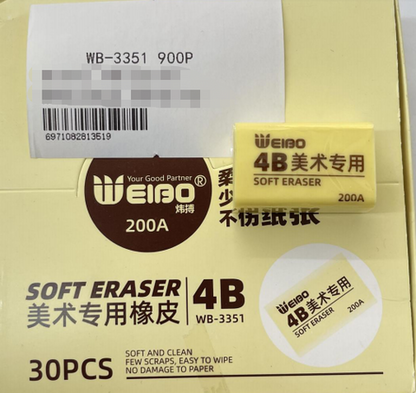 WB-3351 900P
6971082813519
WEIBO
4B美术专用
SOFT ERASER
200A
Your Good Partner
WEIBO®
炜搏
200A
柔
少
不伤纸张
SOFT ERASER
美术专用橡皮
4B
WB-3351
30PCS
SOFT AND CLEAN
FEW SCRAPS, EASY TO WIPE
NO DAMAGE TO PAPER
WEIBO
4B美术专用
SOFT ERASER
200A